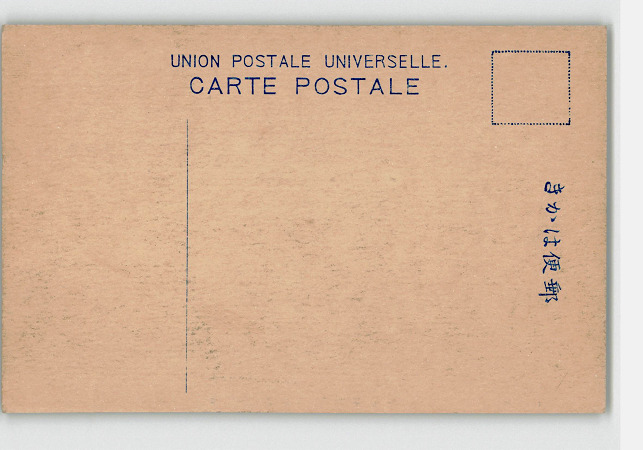 UNION POSTALE UNIVERSELLE.
CARTE POSTALE
きかは便郵